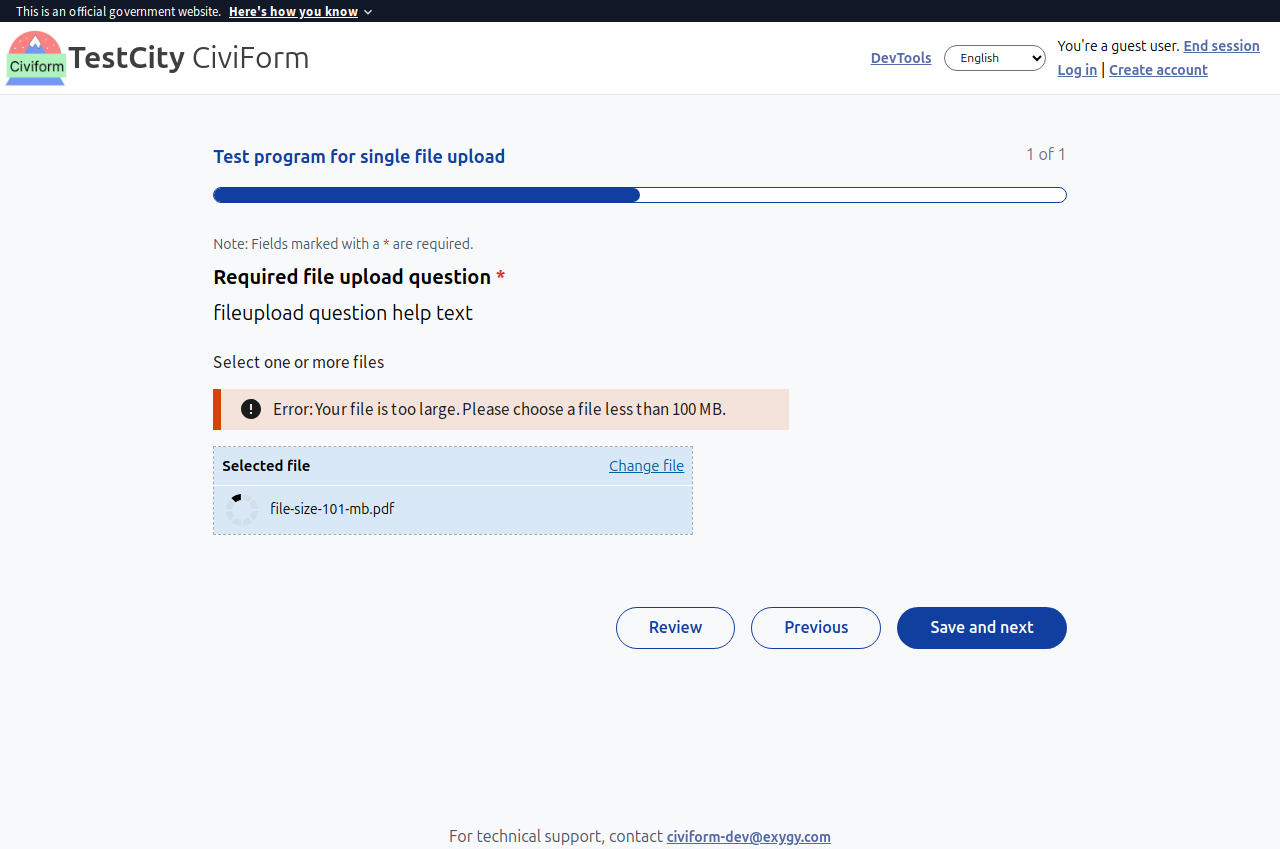 This is an official government website. Here's how you know
Civiform
TestCity CiviForm
DevTools
English
You're a guest user. End session
Log in | Create account
Test program for single file upload
1 of 1
Note: Fields marked with a * are required.
Required file upload question *
fileupload question help text
Select one or more files
Error: Your file is too large. Please choose a file less than 100 MB.
Selected file
Change file
file-size-101-mb.pdf
Review
Previous
Save and next
For technical support, contact civiform-dev@exygy.com